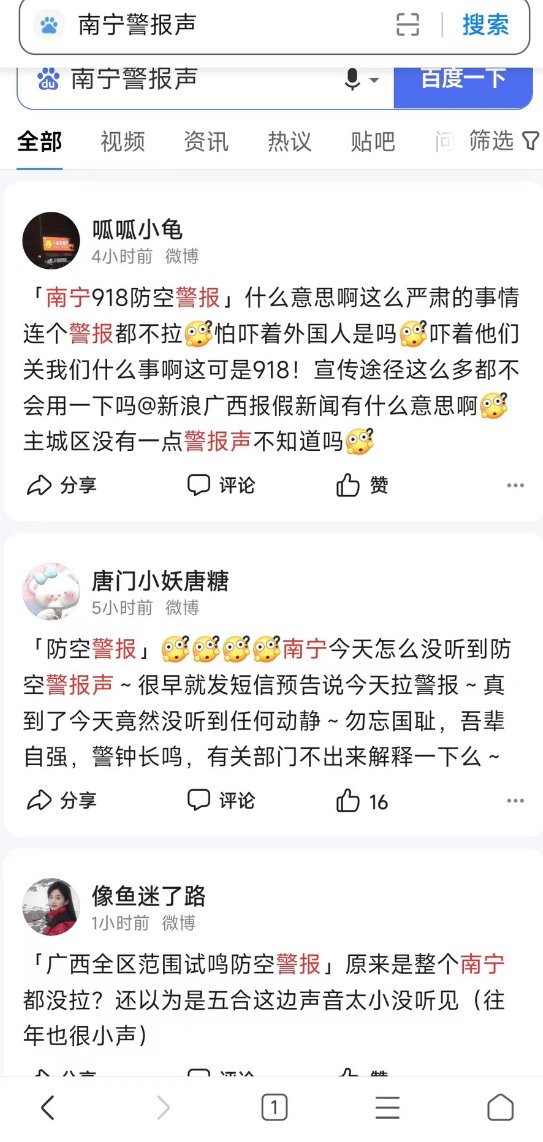 南宁警报声
搜索
du
南宁警报声
百度一下
全部
视频
资讯
热议
贴吧
问
筛选
呱呱小龟
4小时前 微博
「南宁918防空警报」什么意思啊这么严肃的事情
连个警报都不拉怕吓着外国人是吗吓着他们
关我们什么事啊这可是918！宣传途径这么多都不
会用一下吗@新浪广西报假新闻有什么意思啊
主城区没有一点警报声不知道吗
分享
评论
赞
唐门小妖唐糖
5小时前 微博
「防空警报」南宁今天怎么没听到防
空警报声～很早就发短信预告说今天拉警报～真
到了今天竟然没听到任何动静～勿忘国耻，吾辈
自强，警钟长鸣，有关部门不出来解释一下么～
分享
评论
16
像鱼迷了路
1小时前 微博
「广西全区范围试鸣防空警报」原来是整个南宁
都没拉？还以为是五合这边声音太小没听见（往
年也很小声）
分享
评论
赞
1